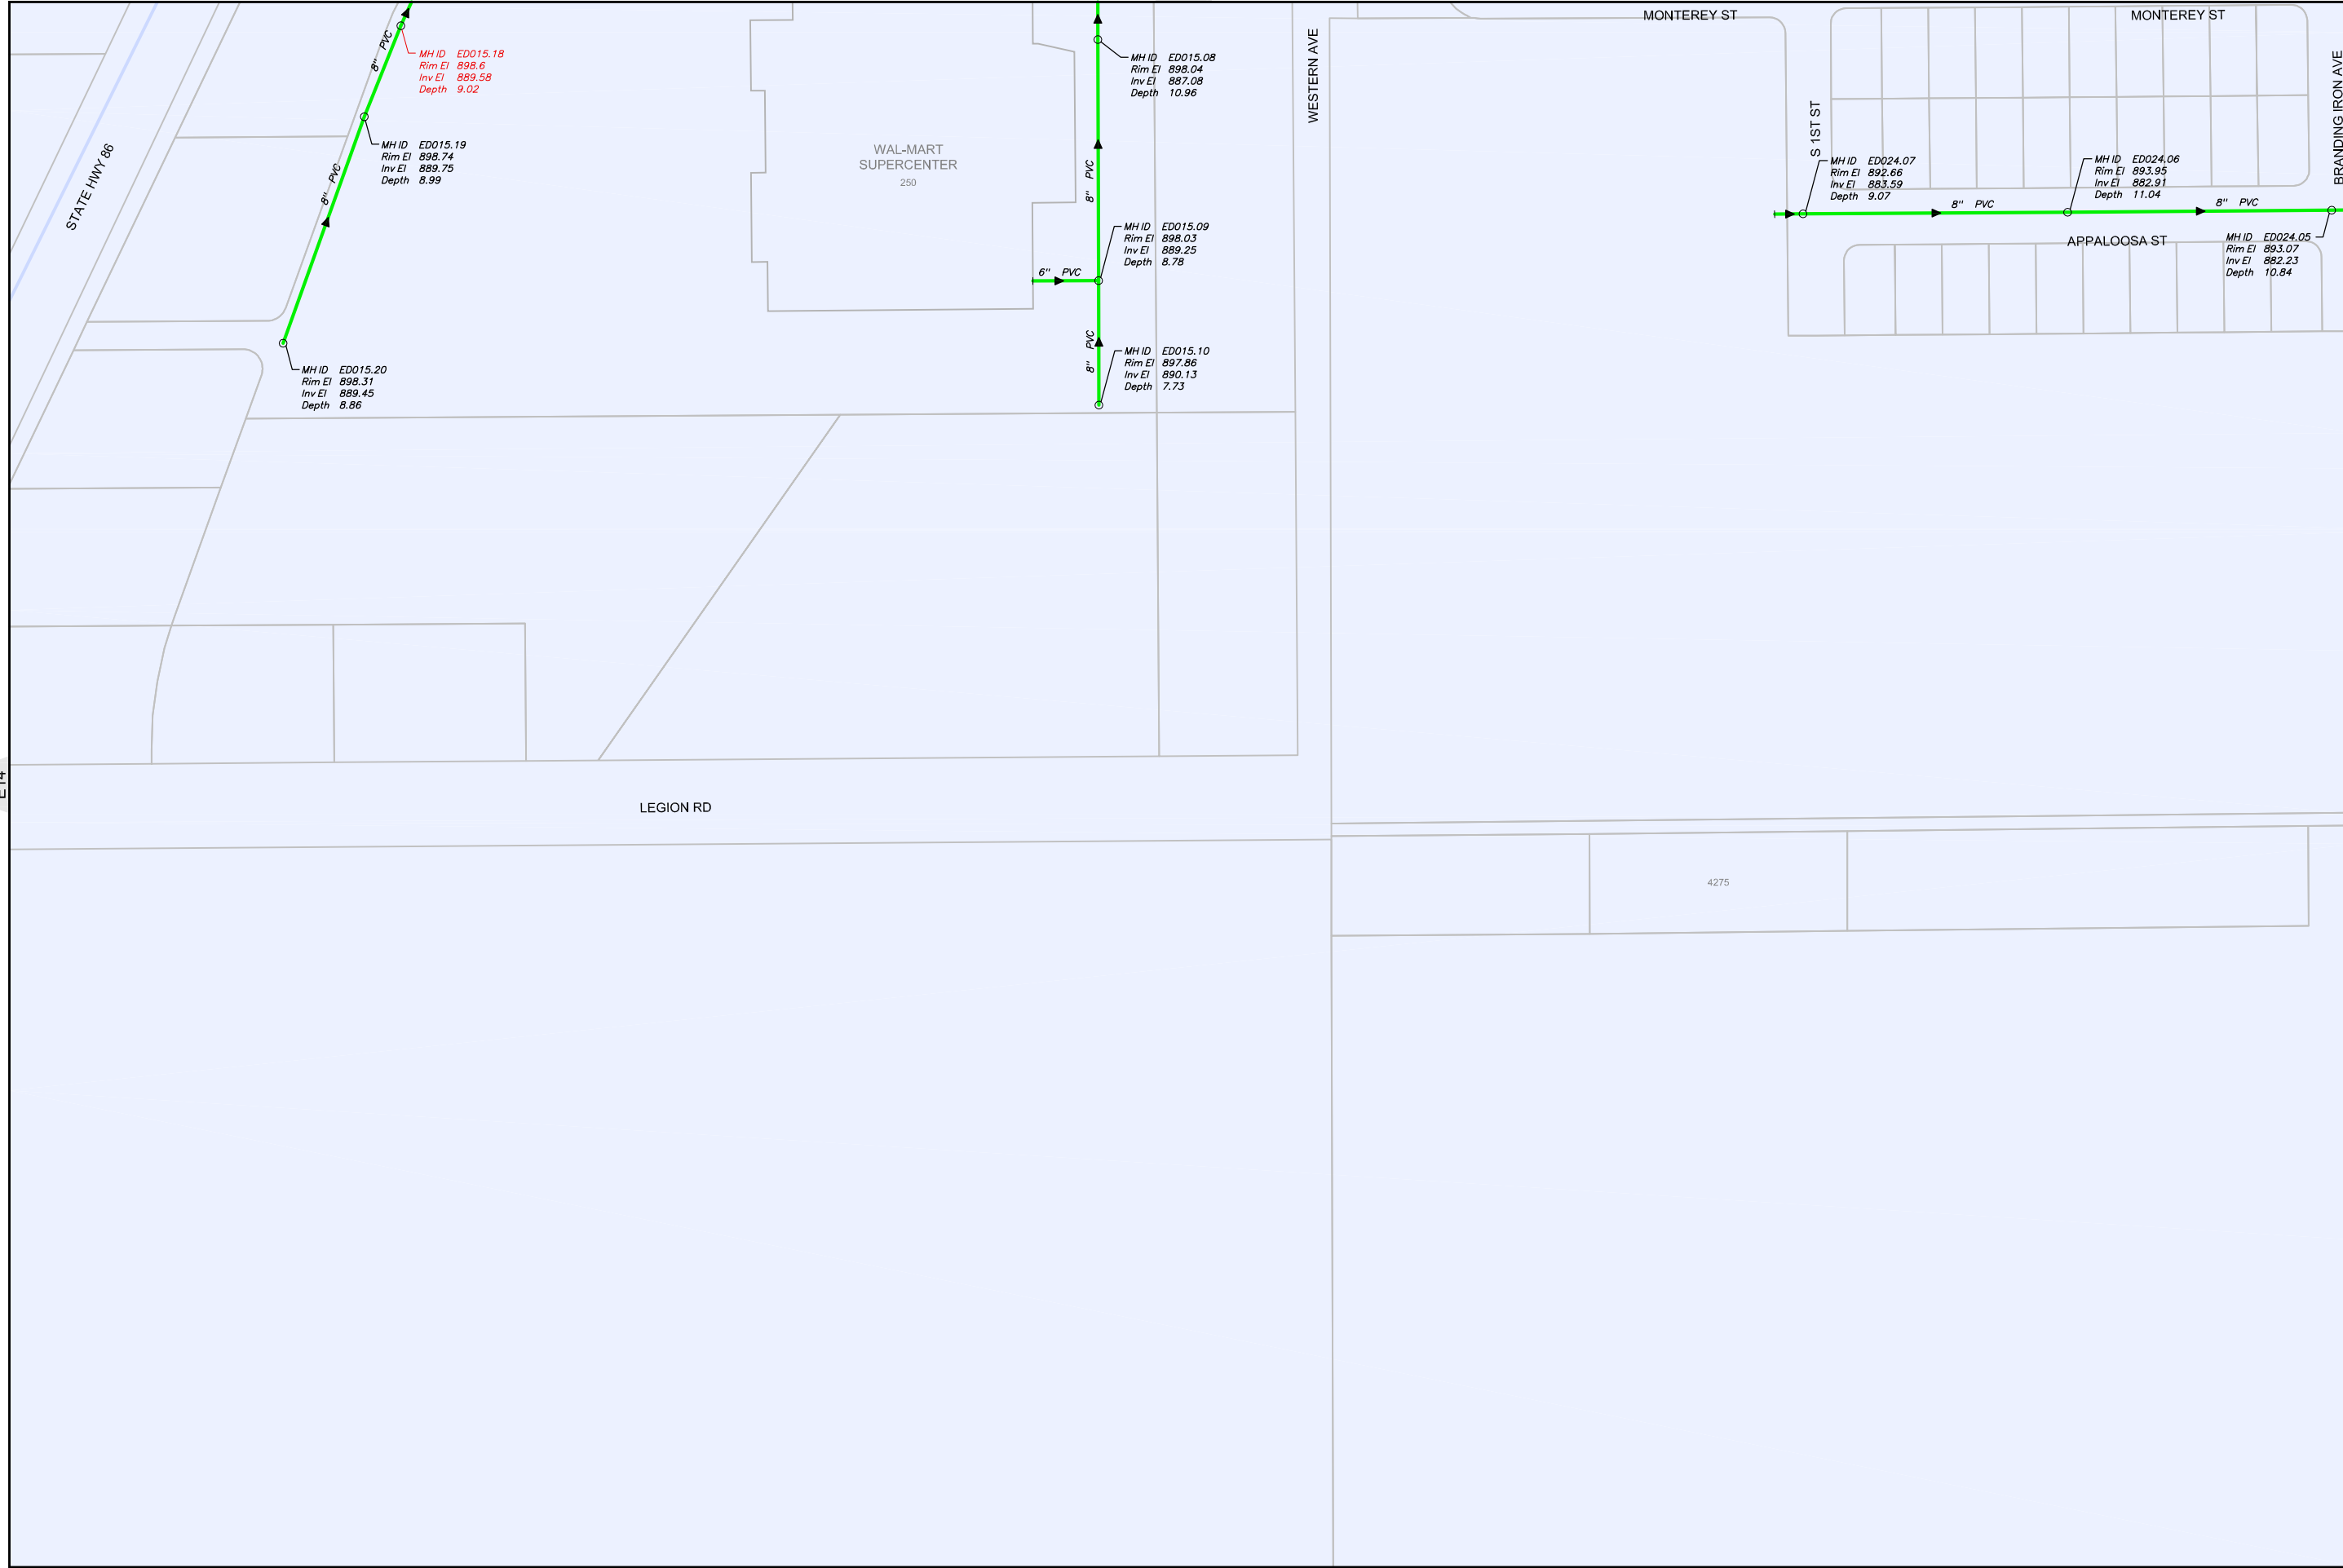 MONTEREY ST
MONTEREY ST
WESTERN AVE
BRANDING IRON AVE
S 1ST ST
STATE HWY 86
8" PVC
MH ID ED015.18
Rim El 898.6
Inv El 889.58
Depth 9.02
MH ID ED015.08
Rim El 898.04
Inv El 887.08
Depth 10.96
MH ID ED015.19
Rim El 898.74
Inv El 889.75
Depth 8.99
8" PVC
WAL-MART
SUPERCENTER
250
8" PVC
MH ID ED024.07
Rim El 892.66
Inv El 883.59
Depth 9.07
MH ID ED024.06
Rim El 893.95
Inv El 882.91
Depth 11.04
8" PVC
8" PVC
MH ID ED015.09
Rim El 898.03
Inv El 889.25
Depth 8.78
APPALOOSA ST
MH ID ED024.05
Rim El 893.07
Inv El 882.23
Depth 10.84
6" PVC
8" PVC
MH ID ED015.10
Rim El 897.86
Inv El 890.13
Depth 7.73
MH ID ED015.20
Rim El 898.31
Inv El 889.45
Depth 8.86
LEGION RD
4275